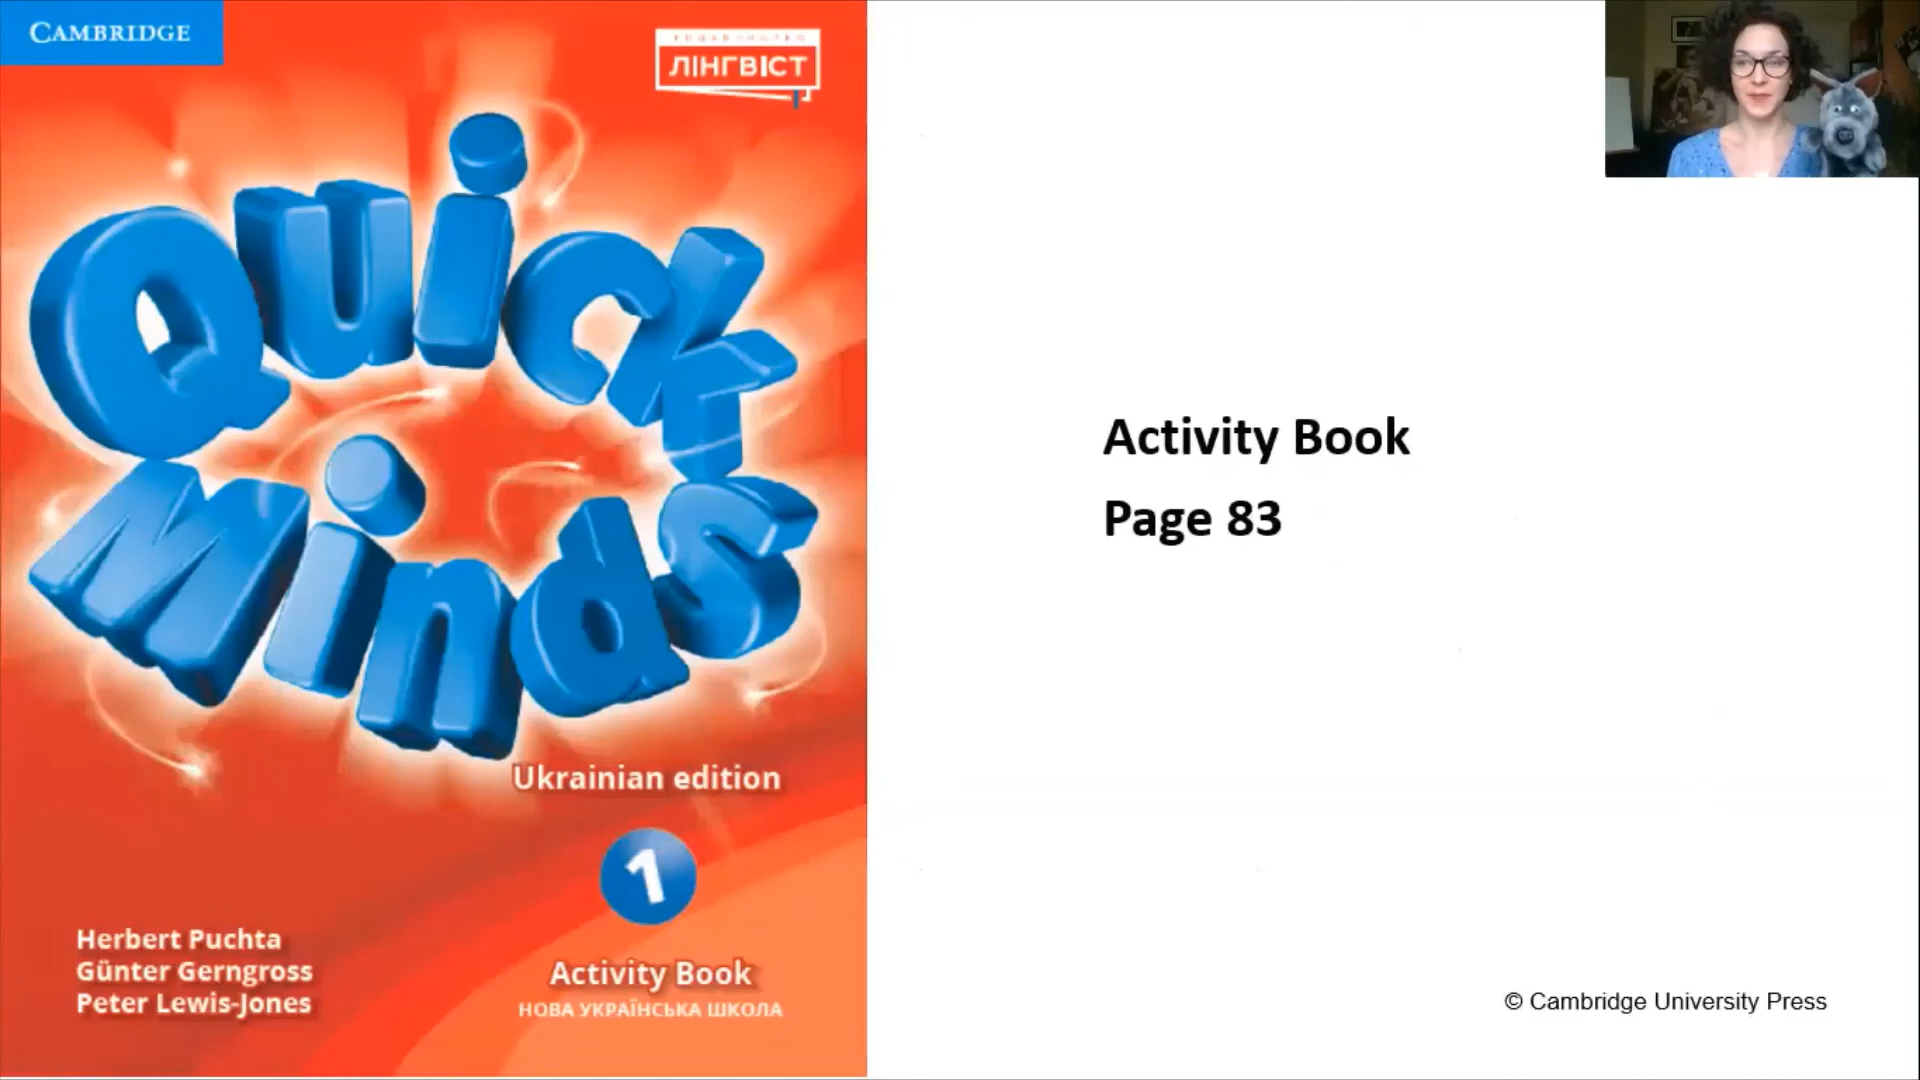 CAMBRIDGE
ЛІНГВІСТ
Quick
Minds
Ukrainian edition
1
Herbert Puchta
Günter Gerngross
Peter Lewis-Jones
Activity Book
НОВА УКРАЇНСЬКА ШКОЛА
Activity Book
Page 83
© Cambridge University Press